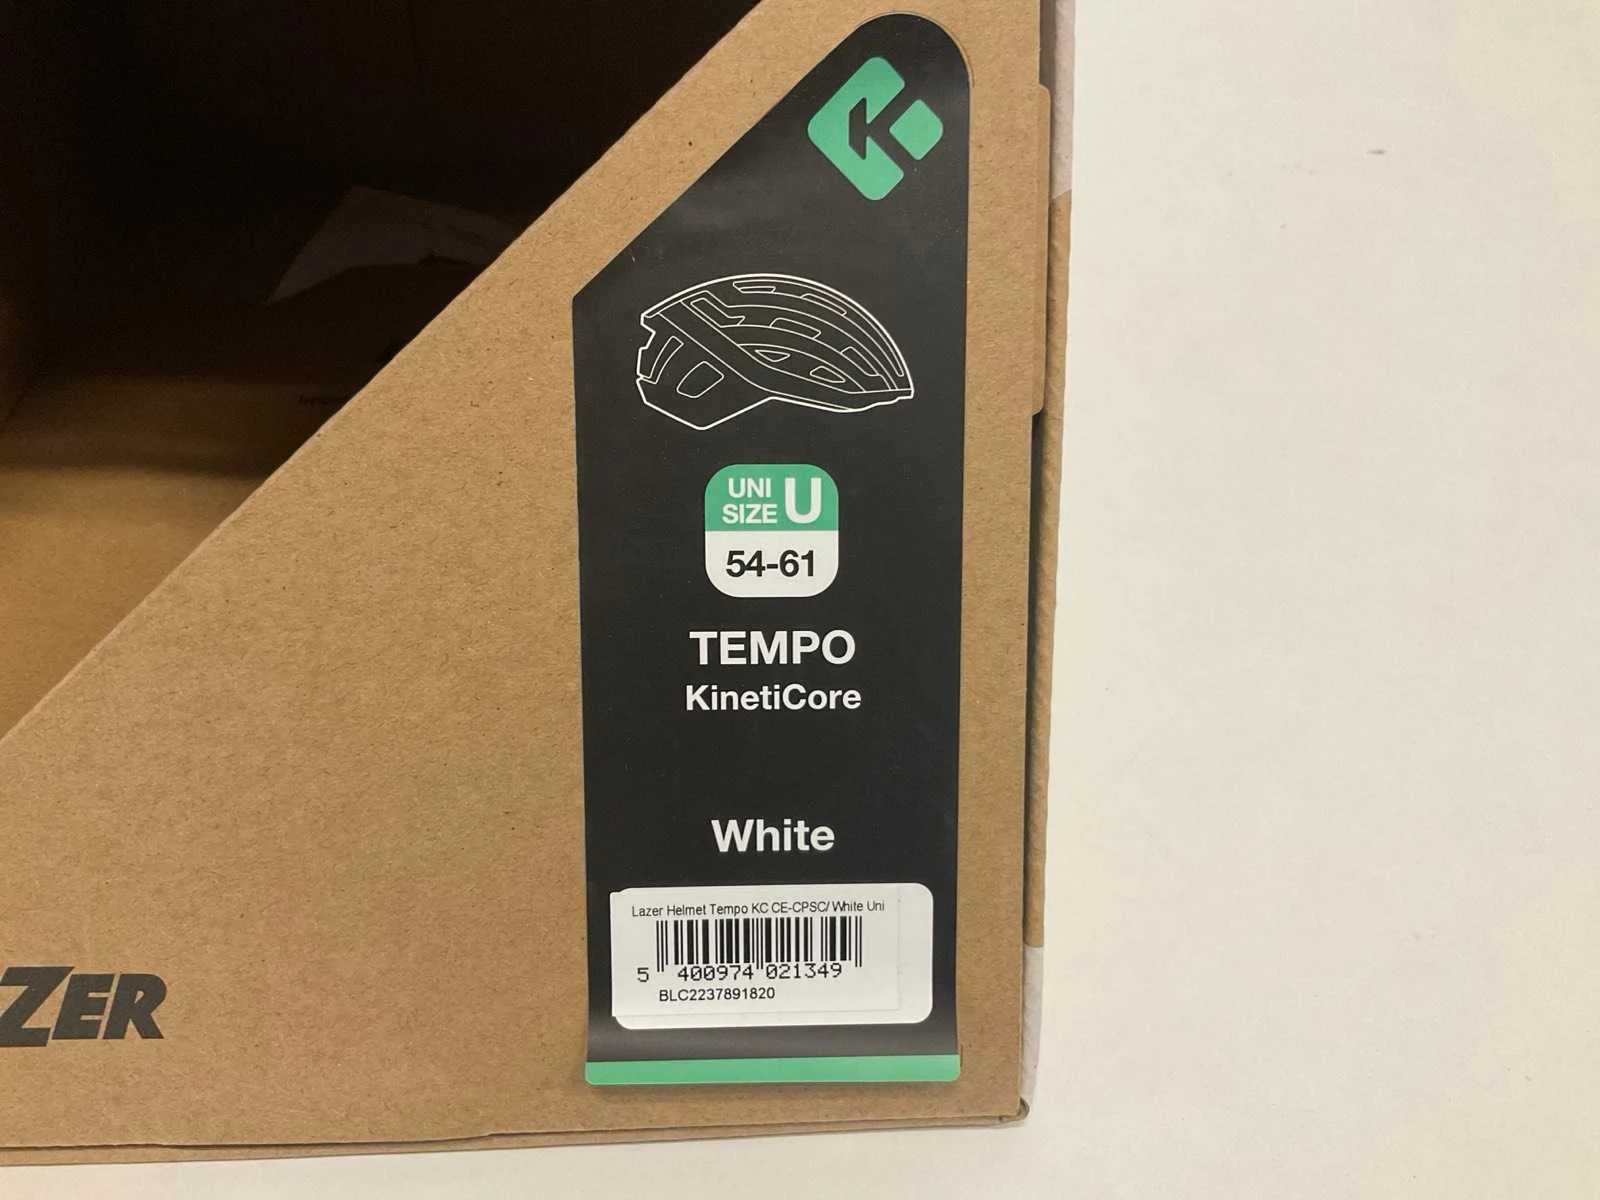 K
UNI
SIZE U
54-61
TEMPO
KinetiCore
White
Lazer Helmet Tempo KC CE-CPSC/ White Uni
5 400974 021349
BLC2237891820
ZER